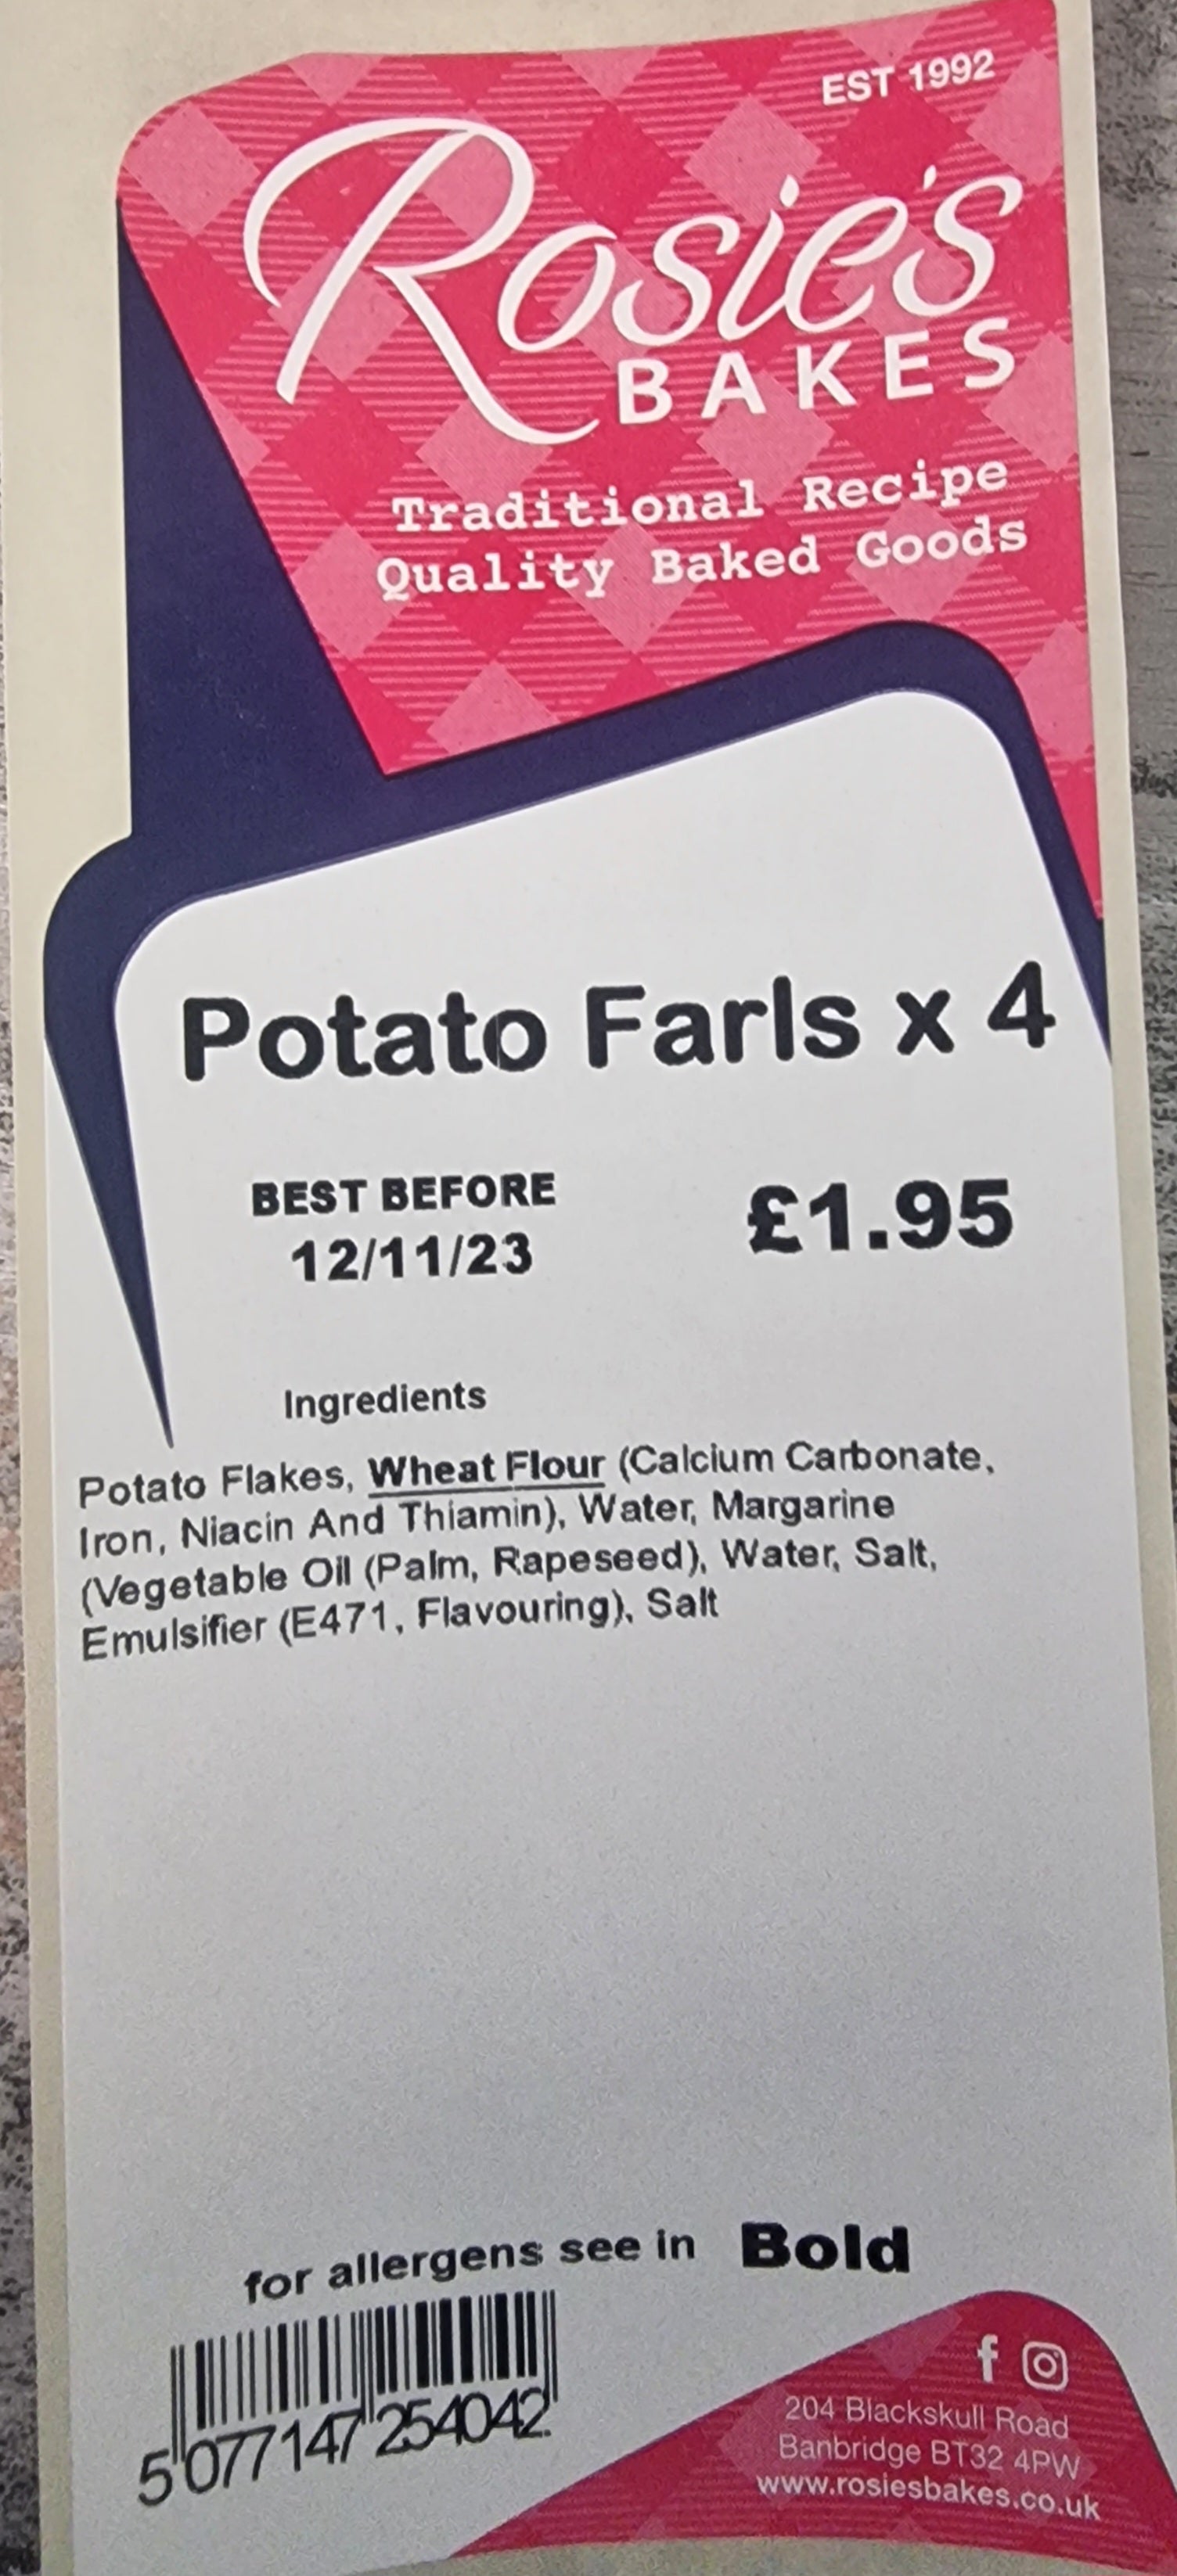 EST 1992
Rosie's
BAKES
Traditional Recipe
Quality Baked Goods
Potato Farls x 4
BEST BEFORE
12/11/23
£1.95
Ingredients
Potato Flakes, Wheat Flour (Calcium Carbonate,
Iron, Niacin And Thiamin), Water, Margarine
(Vegetable Oil (Palm, Rapeseed), Water, Salt,
Emulsifier (E471, Flavouring), Salt
for allergens see in Bold
5 077147 254042
204 Blackskull Road
Banbridge BT32 4PW
www.rosiesbakes.co.uk